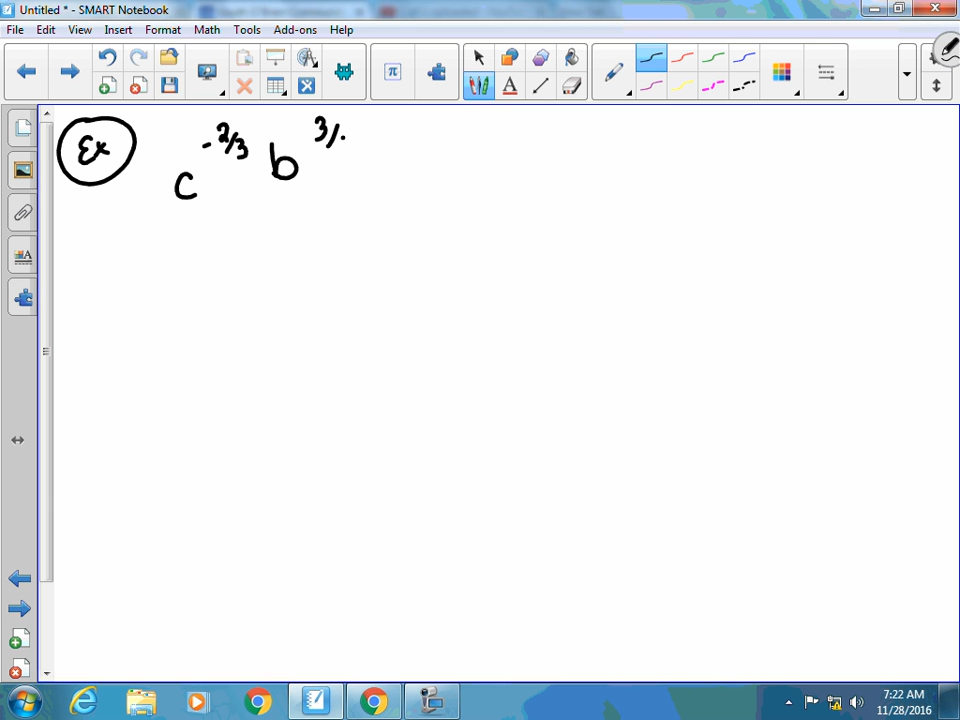 Untitled * - SMART Notebook
File Edit View Insert Format Math Tools Add-ons Help
Ex c^-2/3 b^3/
7:22 AM
11/28/2016